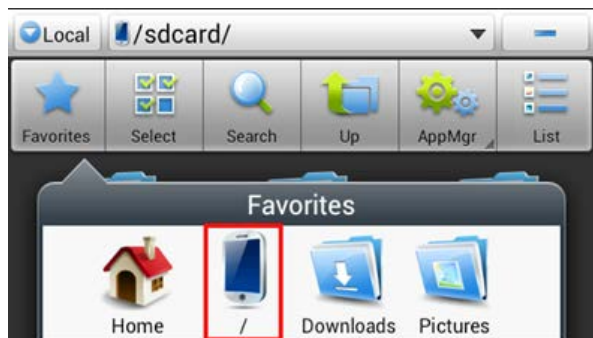 Local /sdcard/
Favorites Select Search Up AppMgr List
Favorites
Home / Downloads Pictures